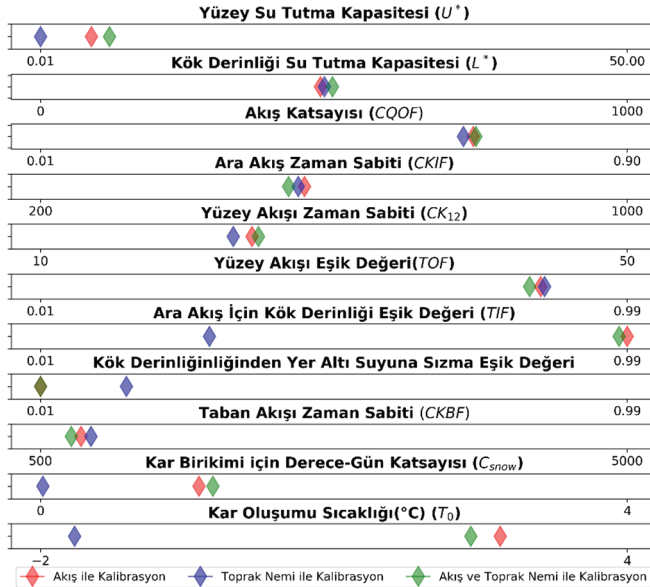 Yüzey Su Tutma Kapasitesi (U*)
0.01 50.00
Kök Derinliği Su Tutma Kapasitesi (L*)
0 1000
Akış Katsayısı (CQOF)
0.01 0.90
Ara Akış Zaman Sabiti (CKIF)
200 1000
Yüzey Akışı Zaman Sabiti (CK12)
10 50
Yüzey Akışı Eşik Değeri(TOF)
0.01 0.99
Ara Akış İçin Kök Derinliği Eşik Değeri (TIF)
0.01 0.99
Kök Derinliğinliğinden Yer Altı Suyuna Sızma Eşik Değeri
0.01 0.99
Taban Akışı Zaman Sabiti (CKBF)
500 5000
Kar Birikimi için Derece-Gün Katsayısı (Csnow)
0 4
Kar Oluşumu Sıcaklığı(°C) (T0)
−2 4
Akış ile Kalibrasyon Toprak Nemi ile Kalibrasyon Akış ve Toprak Nemi ile Kalibrasyon